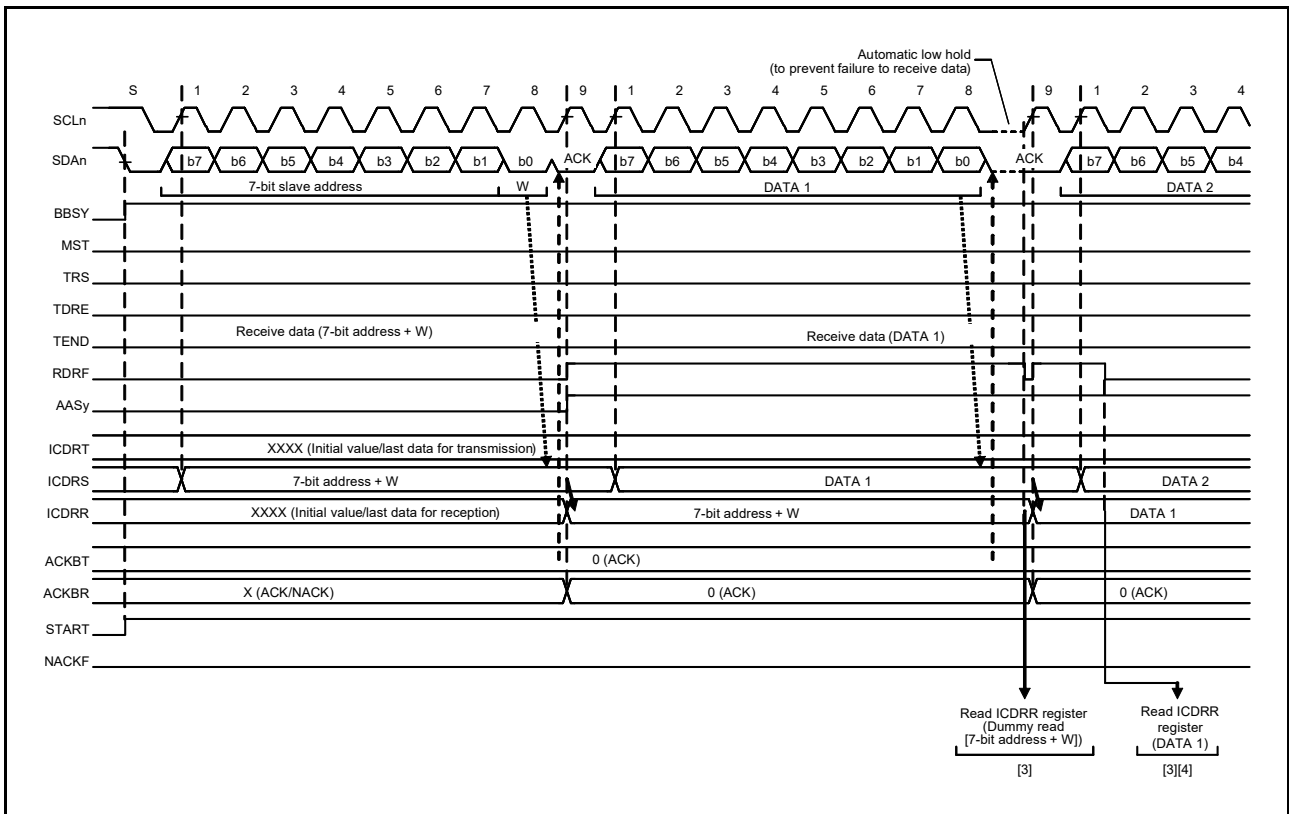 Automatic low hold
(to prevent failure to receive data)
S 1 2 3 4 5 6 7 8 9 1 2 3 4 5 6 7 8 9 1 2 3 4
SCLn
SDAn b7 b6 b5 b4 b3 b2 b1 b0 ACK b7 b6 b5 b4 b3 b2 b1 b0 ACK b7 b6 b5 b4
7-bit slave address W DATA 1 DATA 2
BBSY
MST
TRS
TDRE
Receive data (7-bit address + W) Receive data (DATA 1)
TEND
RDRF
AASy
ICDRT XXXX (Initial value/last data for transmission)
ICDRS 7-bit address + W DATA 1 DATA 2
ICDRR XXXX (Initial value/last data for reception) 7-bit address + W DATA 1
ACKBT 0 (ACK)
ACKBR X (ACK/NACK) 0 (ACK) 0 (ACK)
START
NACKF
Read ICDRR register
(Dummy read
[7-bit address + W])
[3]
Read ICDRR
register
(DATA 1)
[3][4]